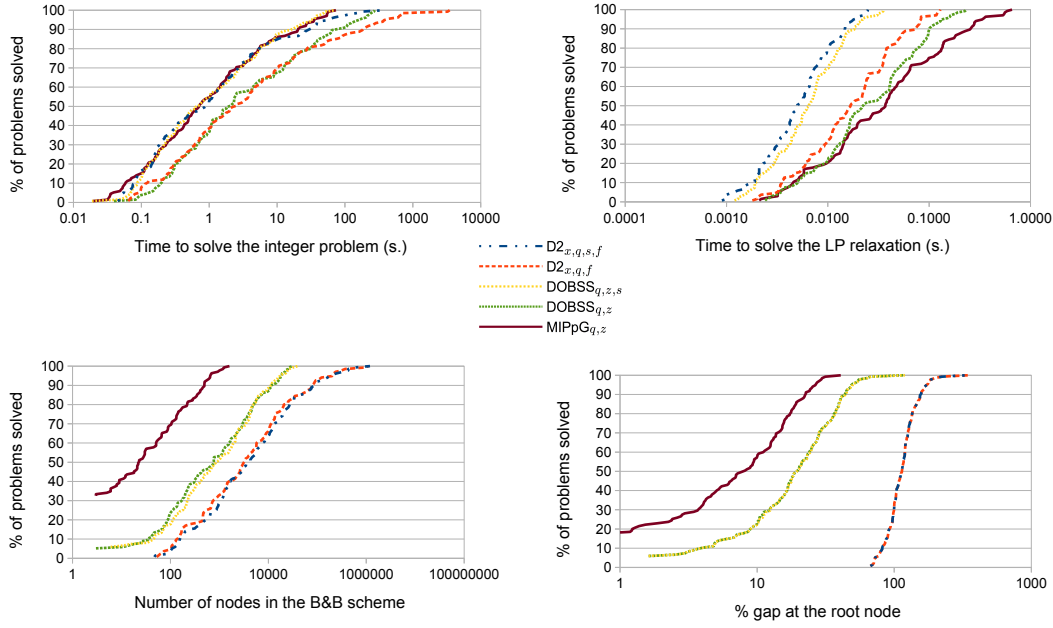 100
90
80
70
60
50
40
30
20
10
0
% of problems solved
0.01 0.1 1 10 100 1000 10000
Time to solve the integer problem (s.)
100
90
80
70
60
50
40
30
20
10
0
% of problems solved
0.0001 0.0010 0.0100 0.1000 1.0000
Time to solve the LP relaxation (s.)
D2x,q,s,f
D2x,q,f
DOBSSq,z,s
DOBSSq,z
MIPpGq,z
100
90
80
70
60
50
40
30
20
10
0
% of problems solved
1 100 10000 1000000 100000000
Number of nodes in the B&B scheme
100
90
80
70
60
50
40
30
20
10
0
% of problems solved
1 10 100 1000
% gap at the root node